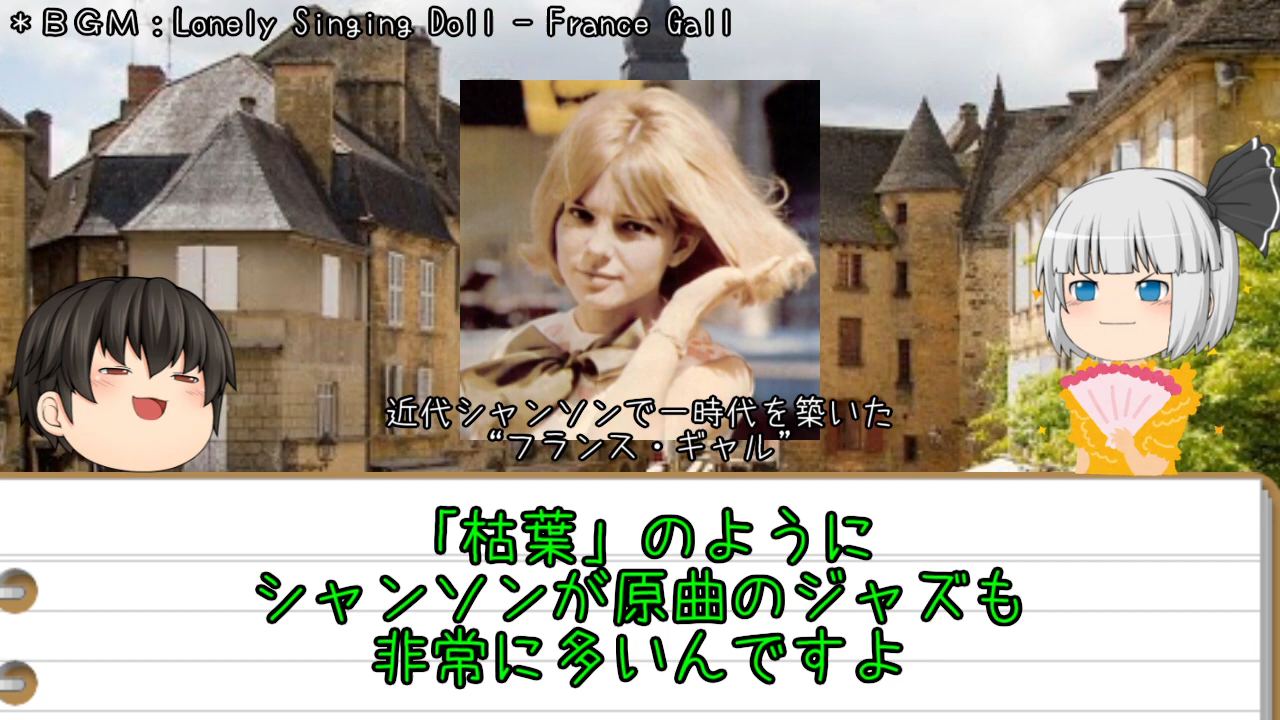 *BGM:Lonely Singing Doll - France Gall
近代シャンソンで一時代を築いた
“フランス・ギャル”
「枯葉」のように
シャンソンが原曲のジャズも
非常に多いんですよ